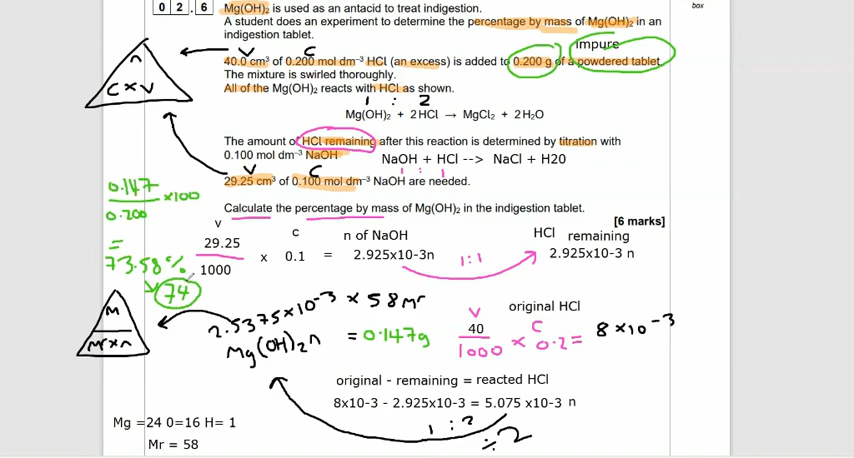 0 2 . 6 Mg(OH)₂ is used as an antacid to treat indigestion.
box
A student does an experiment to determine the percentage by mass of Mg(OH)₂ in an
indigestion tablet.
impure
V C
40.0 cm³ of 0.200 mol dm⁻³ HCl (an excess) is added to 0.200 g of a powdered tablet.
The mixture is swirled thoroughly.
All of the Mg(OH)₂ reacts with HCl as shown.
n
C x V
1 : 2
Mg(OH)₂ + 2HCl → MgCl₂ + 2H₂O
The amount of HCl remaining after this reaction is determined by titration with
0.100 mol dm⁻³ NaOH
NaOH + HCl --> NaCl + H20
1 : 1
V C
29.25 cm³ of 0.100 mol dm⁻³ NaOH are needed.
Calculate the percentage by mass of Mg(OH)₂ in the indigestion tablet.
[6 marks]
0.147
x100
0.200
=
73.58%
74
v c n of NaOH HCl remaining
29.25
x 0.1 = 2.925x10-3n 1:1 2.925x10-3 n
1000
M
Mr x n
2.5375x10⁻³ x 58Mr
Mg(OH)₂n = 0.147g
original HCl
V C
40
x 0.2 = 8x10⁻³
1000
original - remaining = reacted HCl
8x10-3 - 2.925x10-3 = 5.075 x10-3 n
1 : 2
÷2
Mg =24 0=16 H= 1
Mr = 58